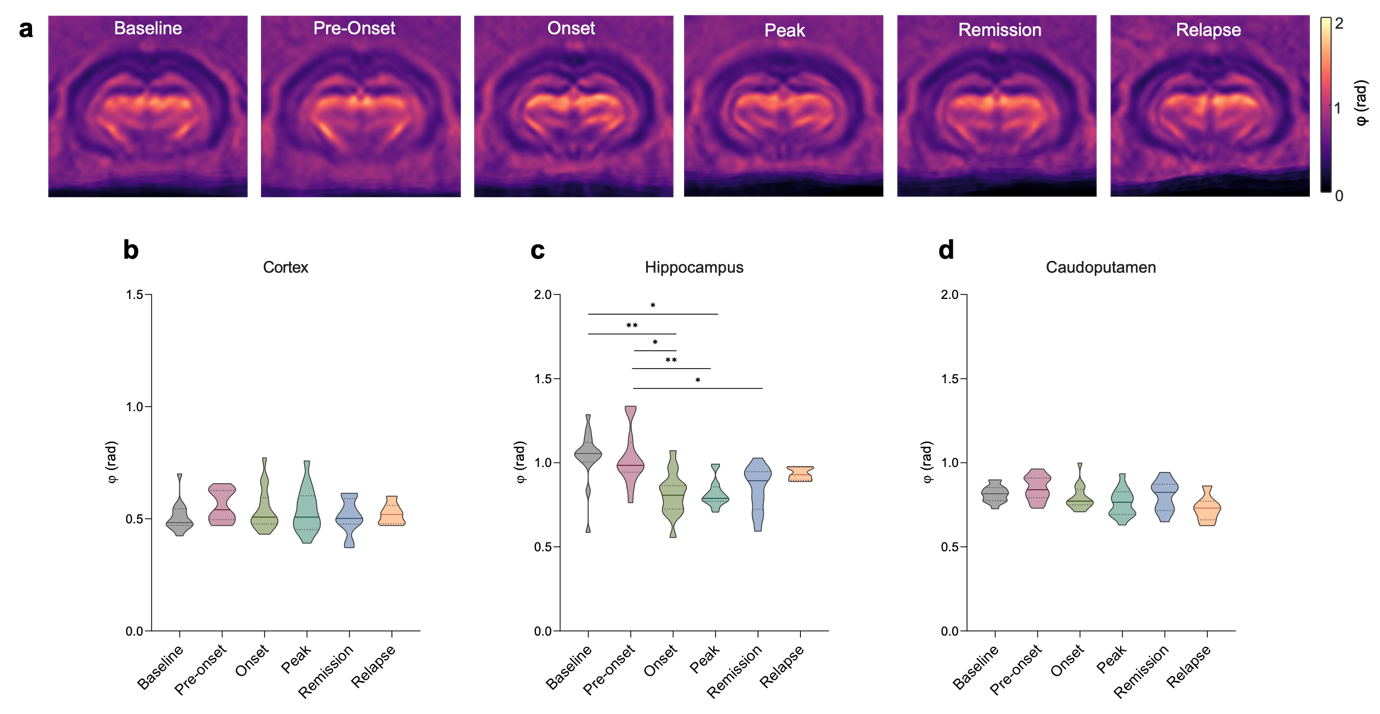 a
Baseline
Pre-Onset
Onset
Peak
Remission
Relapse
2
1
0
φ (rad)
b
Cortex
1.5
1.0
0.5
0.0
φ (rad)
Baseline
Pre-onset
Onset
Peak
Remission
Relapse
c
Hippocampus
2.0
1.5
1.0
0.5
0.0
φ (rad)
*
**
*
**
*
Baseline
Pre-onset
Onset
Peak
Remission
Relapse
d
Caudoputamen
2.0
1.5
1.0
0.5
0.0
φ (rad)
Baseline
Pre-onset
Onset
Peak
Remission
Relapse